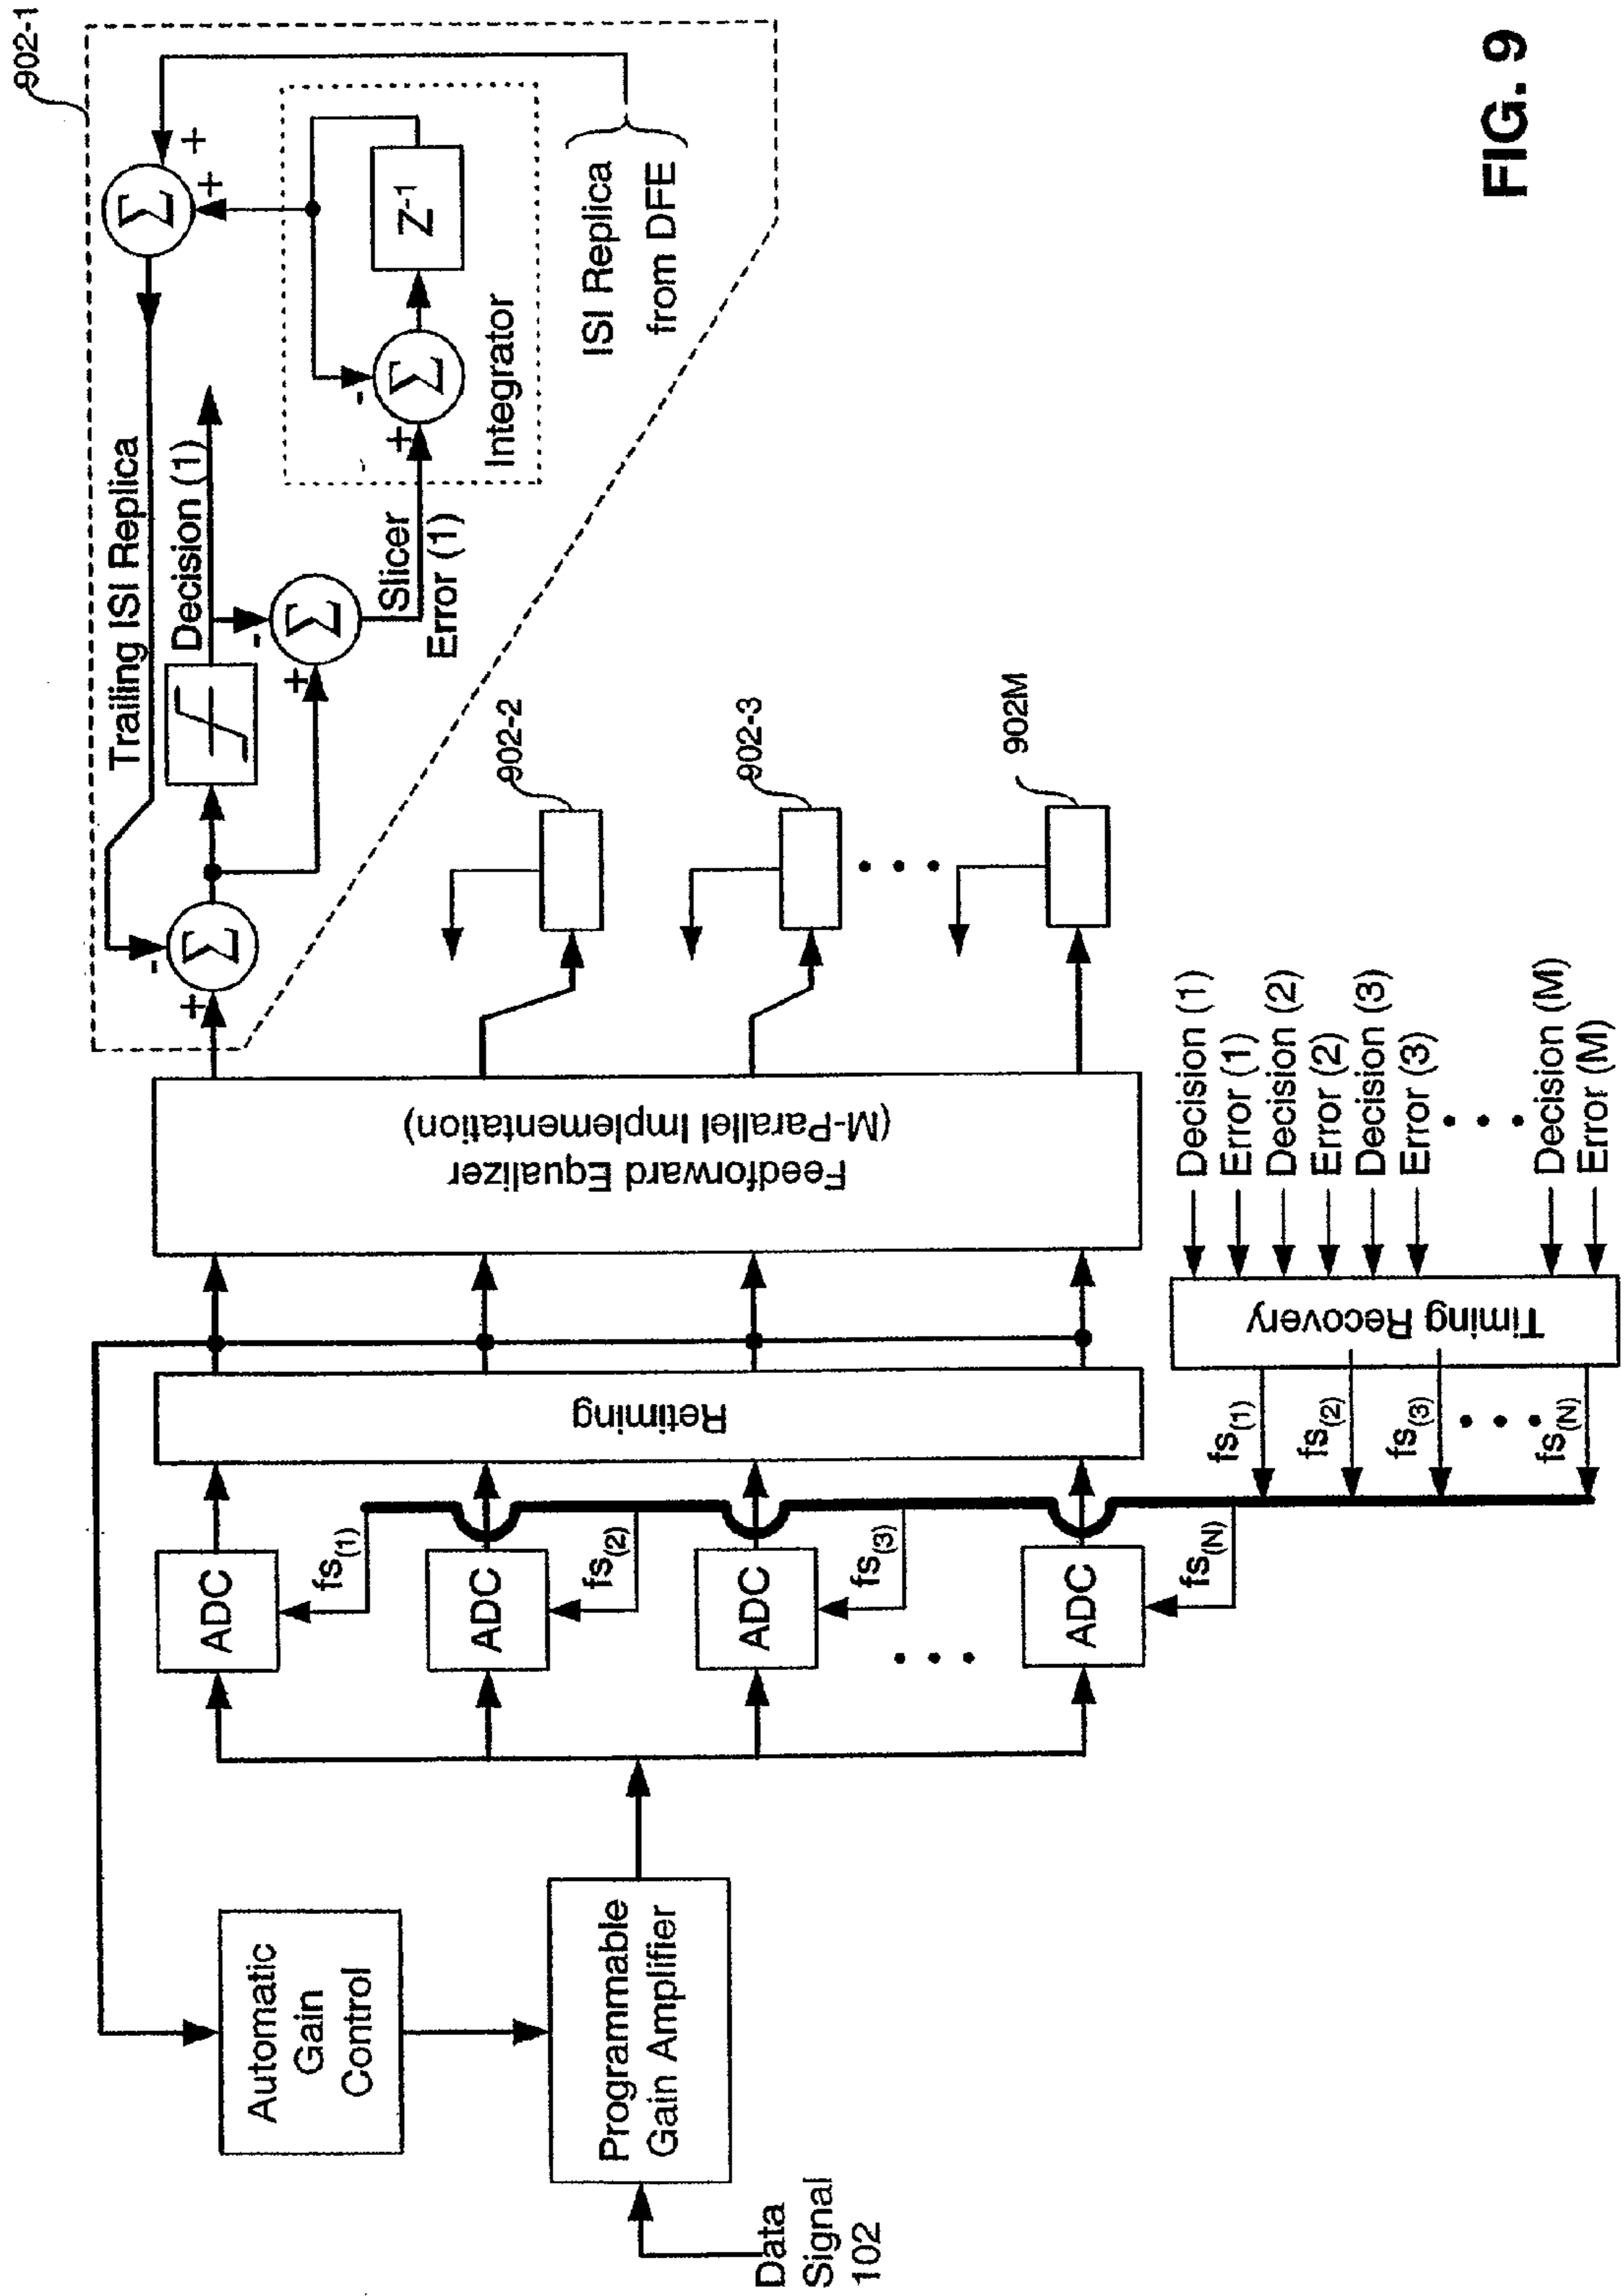 902-1
Trailing ISI Replica
Decision (1)
Σ
+
+
-
+
Σ
-
+
Σ
Slicer
Error (1)
+
-
Σ
Z-1
Integrator
ISI Replica
from DFE
902-2
902-3
902M
Automatic
Gain
Control
Programmable
Gain Amplifier
Data
Signal
102
ADC
fs(1)
ADC
fs(2)
ADC
fs(3)
ADC
fs(N)
Retiming
Feedforward Equalizer
(M-Parallel Implementation)
fs(1)
fs(2)
fs(3)
fs(N)
Timing Recovery
Decision (1)
Error (1)
Decision (2)
Error (2)
Decision (3)
Error (3)
Decision (M)
Error (M)
FIG. 9